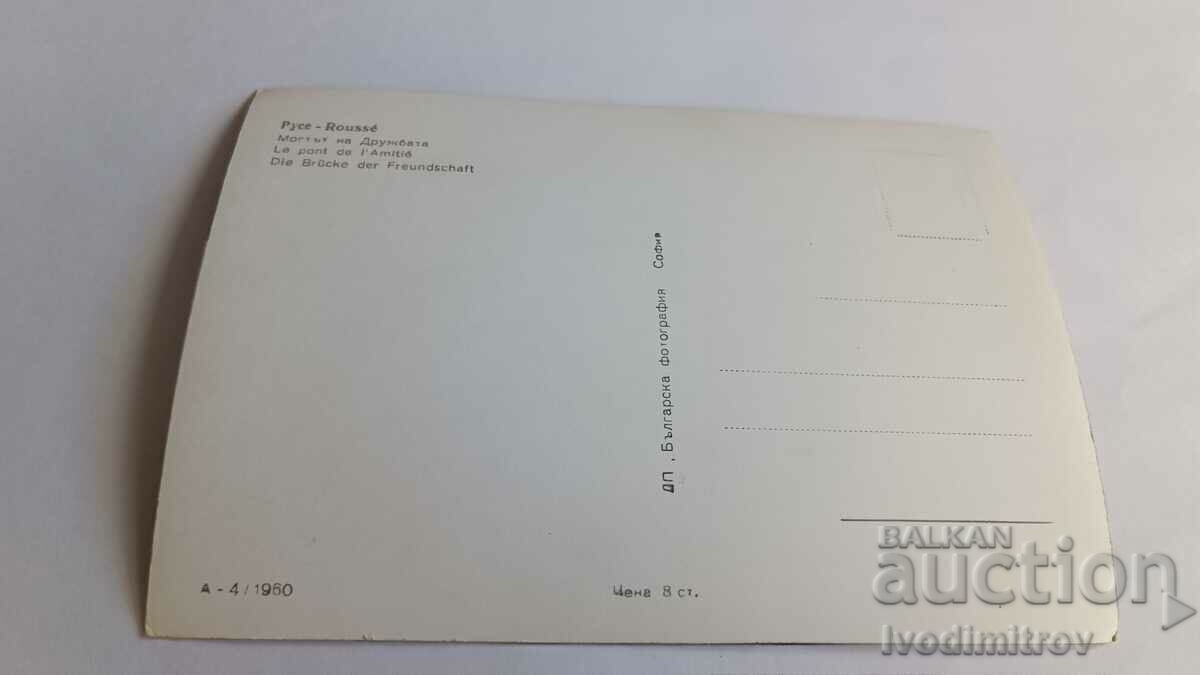 Русе - Roussé
Мостът на Дружбата
Le pont de l'Amitié
Die Brücke der Freundschaft
ДП „Българска фотография София
А - 4 / 1960
Цена 8 ст.
BALKAN
auction
Ivodimitrov